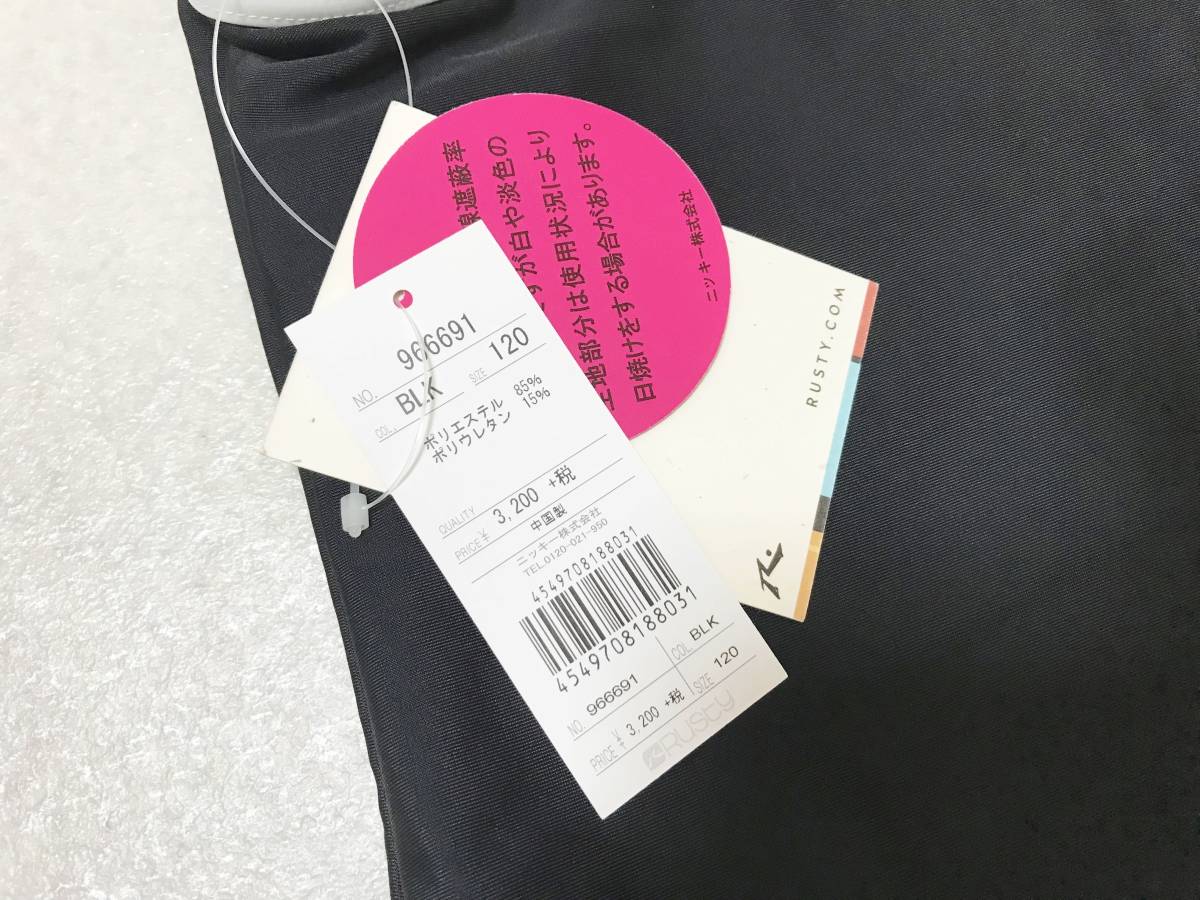 線遮蔽率
すが白や淡色の
生地部分は使用状況により
日焼けをする場合があります。
ニッキー株式会社
RUSTY.COM
NO. 966691
COL. BLK SIZE 120
ポリエステル 85%
ポリウレタン 15%
QUALITY
PRICE ¥ 3,200 +税
中国製
ニッキー株式会社
TEL.0120-021-950
4549708188031
4549708188031
NO. 966691 COL. BLK
PRICE ¥ 3,200 +税 SIZE 120
RUSTY